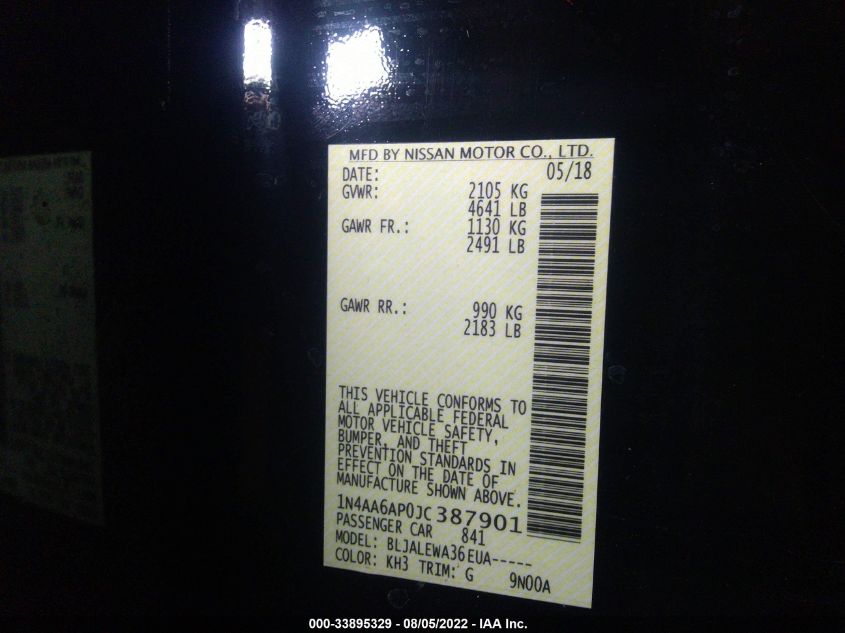 MFD BY NISSAN MOTOR CO., LTD.
DATE: 05/18
GVWR: 2105 KG
4641 LB
GAWR FR.: 1130 KG
2491 LB
GAWR RR.: 990 KG
2183 LB
THIS VEHICLE CONFORMS TO
ALL APPLICABLE FEDERAL
MOTOR VEHICLE SAFETY,
BUMPER, AND THEFT
PREVENTION STANDARDS IN
EFFECT ON THE DATE OF
MANUFACTURE SHOWN ABOVE.
1N4AA6AP0JC387901
PASSENGER CAR 841
MODEL: BLJALEWA36EUA-----
COLOR: KH3 TRIM: G 9N00A
000-33895329 - 08/05/2022 - IAA Inc.